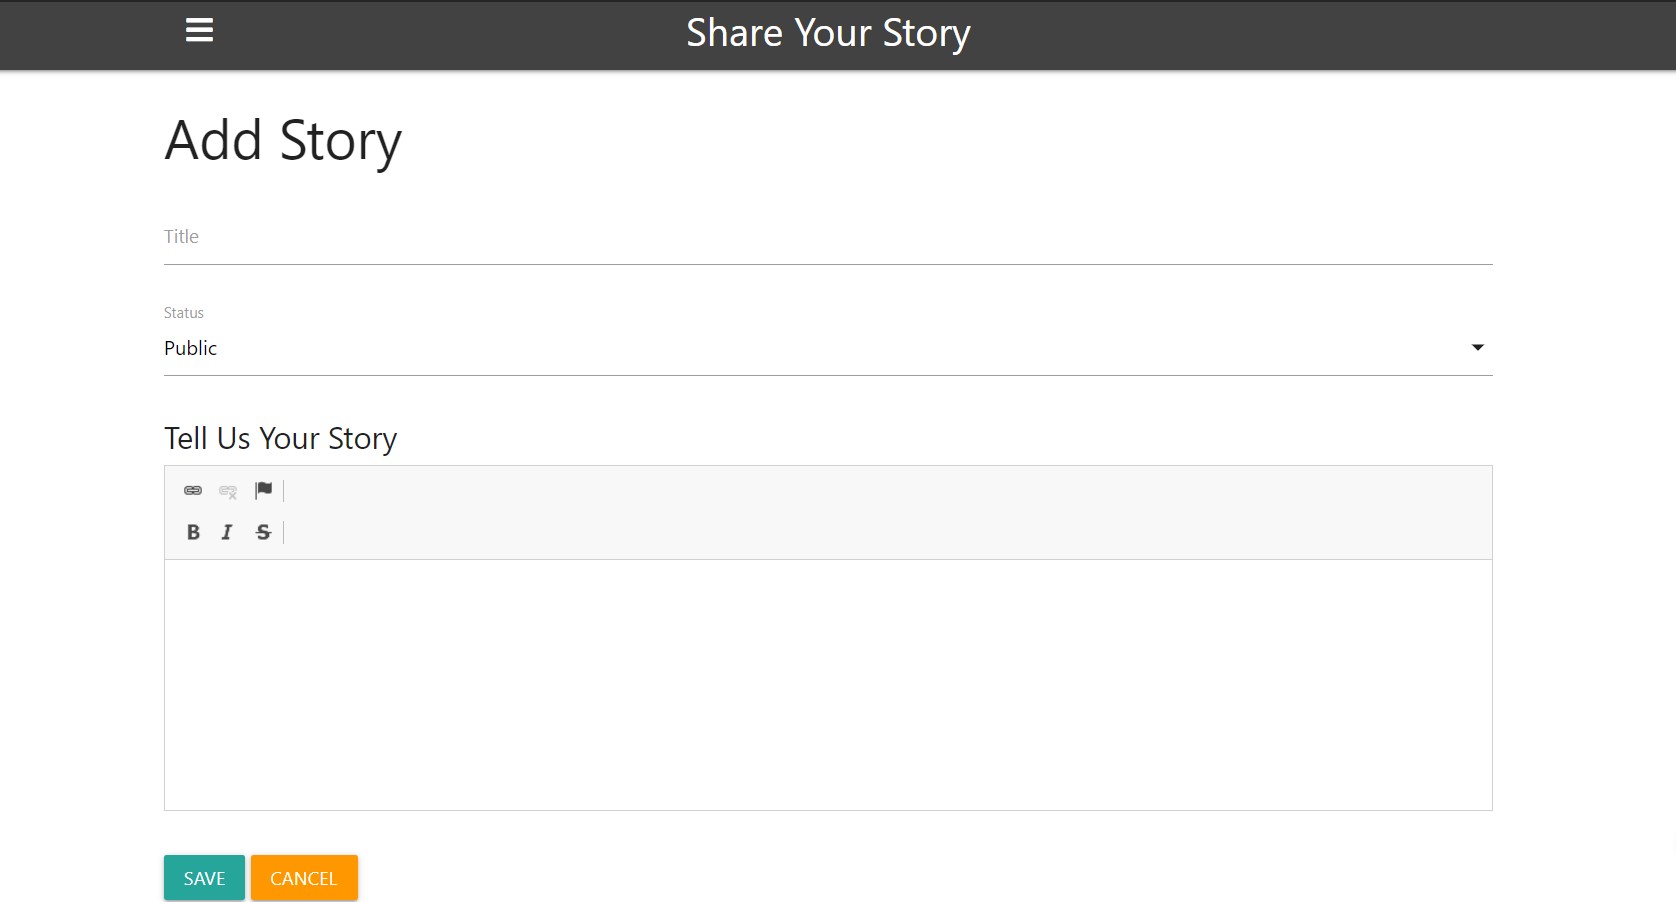 Share Your Story
Add Story
Title
Status
Public
Tell Us Your Story
B I S
SAVE CANCEL